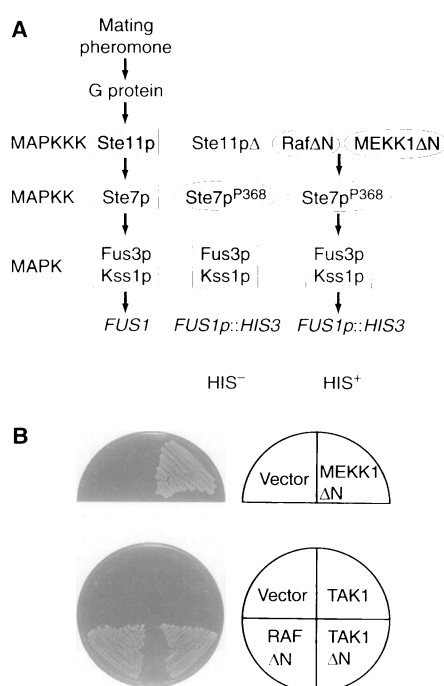 A
Mating
pheromone
G protein
MAPKKK Ste11p Ste11pΔ RafΔN MEKK1ΔN
MAPKK Ste7p Ste7pP368 Ste7pP368
Fus3p Fus3p Fus3p
MAPK
Kss1p Kss1p Kss1p
FUS1 FUS1p::HIS3 FUS1p::HIS3
HIS− HIS+
B
Vector MEKK1
ΔN
Vector TAK1
RAF TAK1
ΔN ΔN